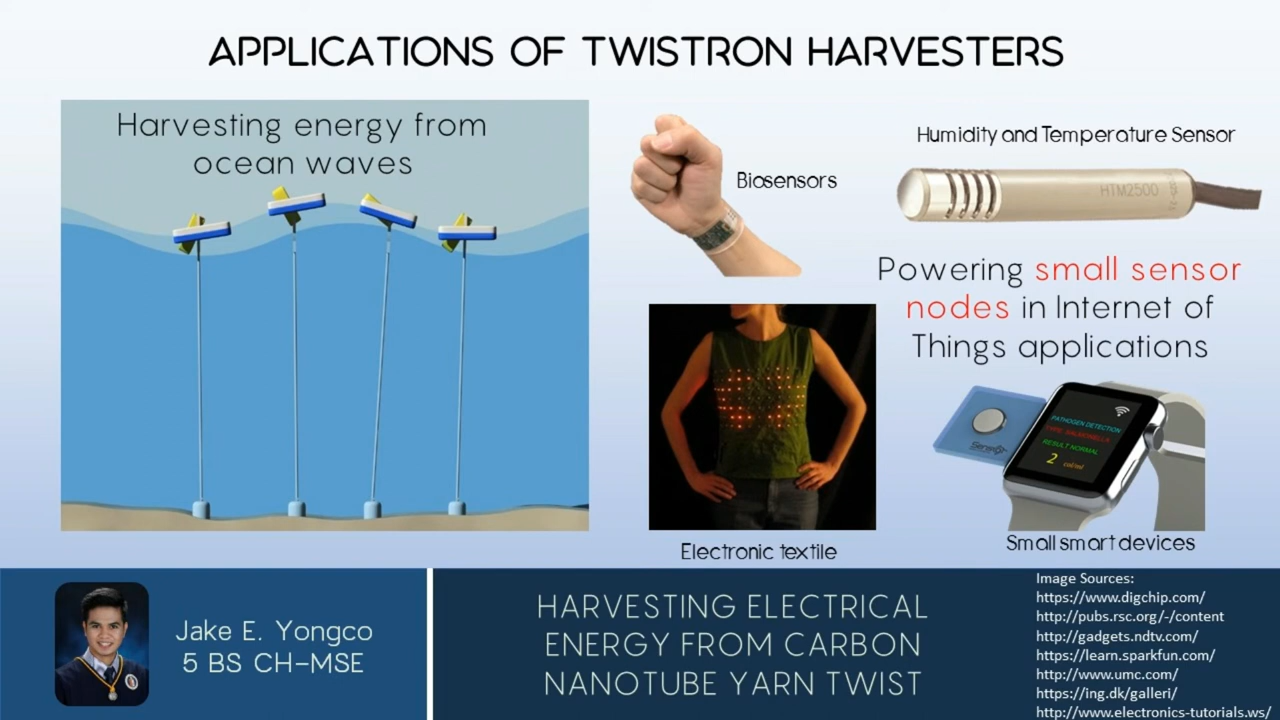 APPLICATIONS OF TWISTRON HARVESTERS
Harvesting energy from
ocean waves
Biosensors
Humidity and Temperature Sensor
HTM2500
Powering small sensor
nodes in Internet of
Things applications
Electronic textile
PATHOGEN DETECTION
RESULT NORMAL
2
Small smart devices
Jake E. Yongco
5 BS CH-MSE
HARVESTING ELECTRICAL
ENERGY FROM CARBON
NANOTUBE YARN TWIST
Image Sources:
https://www.digchip.com/
http://pubs.rsc.org/-/content
http://gadgets.ndtv.com/
https://learn.sparkfun.com/
http://www.umc.com/
https://ing.dk/galleri/
http://www.electronics-tutorials.ws/